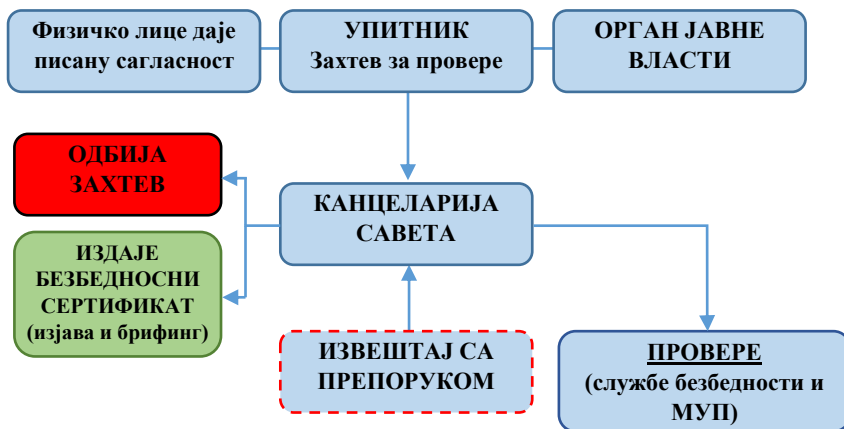 Физичко лице даје
писану сагласност
УПИТНИК
Захтев за провере
ОРГАН ЈАВНЕ
ВЛАСТИ
ОДБИЈА
ЗАХТЕВ
КАНЦЕЛАРИЈА
САВЕТА
ИЗДАЈЕ
БЕЗБЕДНОСНИ
СЕРТИФИКАТ
(изјава и брифинг)
ИЗВЕШТАЈ СА
ПРЕПОРУКОМ
ПРОВЕРЕ
(службе безбедности и
МУП)